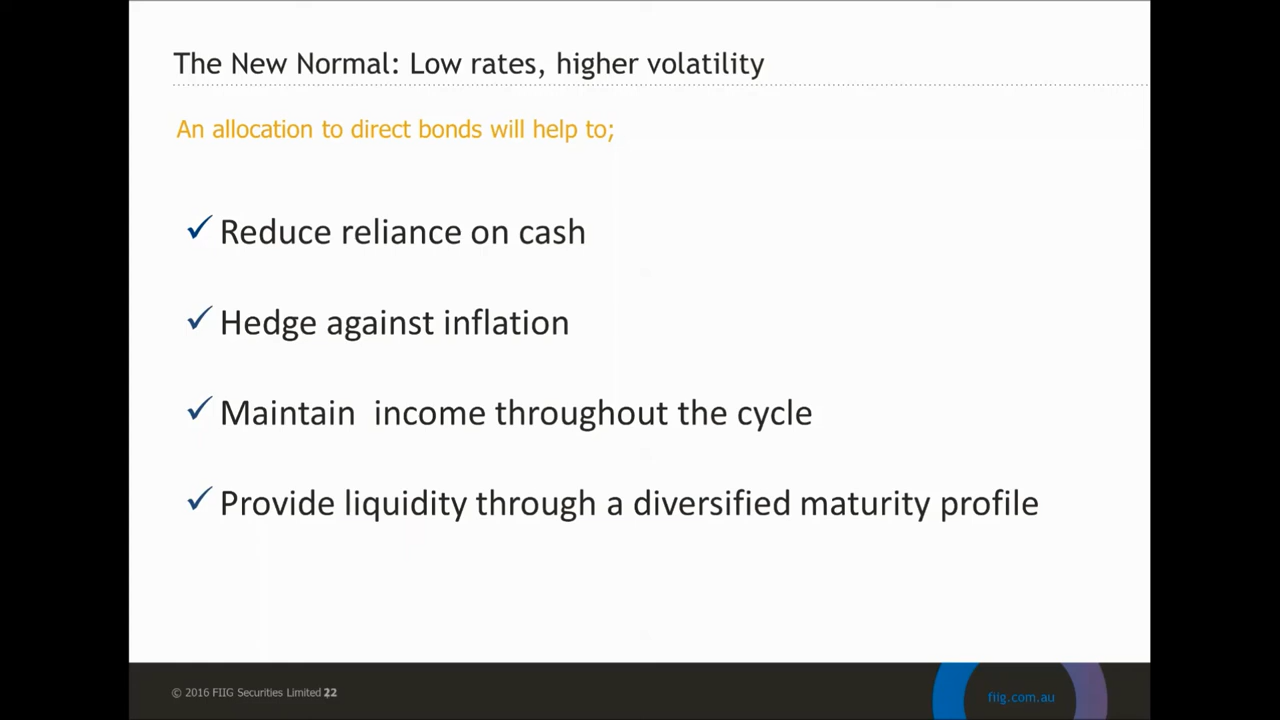 The New Normal: Low rates, higher volatility
An allocation to direct bonds will help to;
✓ Reduce reliance on cash
✓ Hedge against inflation
✓ Maintain  income throughout the cycle
✓ Provide liquidity through a diversified maturity profile
© 2016 FIIG Securities Limited 22
fiig.com.au